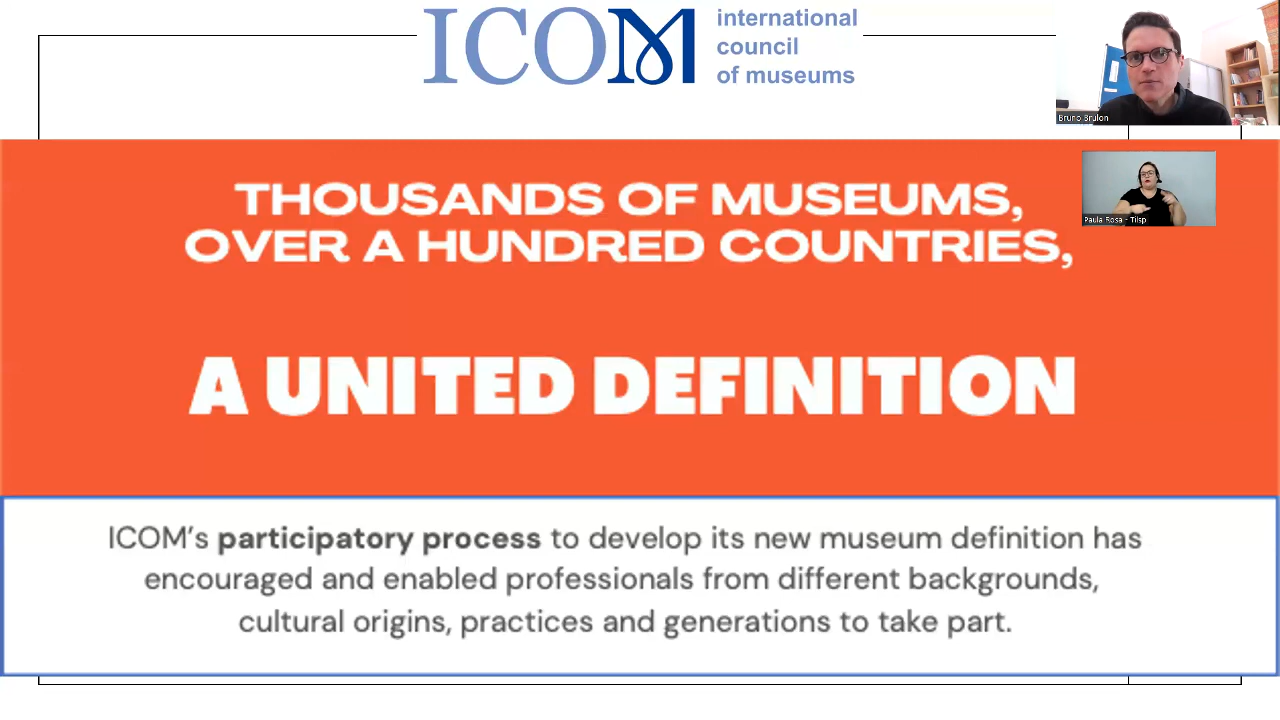 ICOM
international
council
of museums
Bruno Brulon
THOUSANDS OF MUSEUMS,
OVER A HUNDRED COUNTRIES,
Paula Rosa - Tilsp
A UNITED DEFINITION
ICOM’s participatory process to develop its new museum definition has
encouraged and enabled professionals from different backgrounds,
cultural origins, practices and generations to take part.